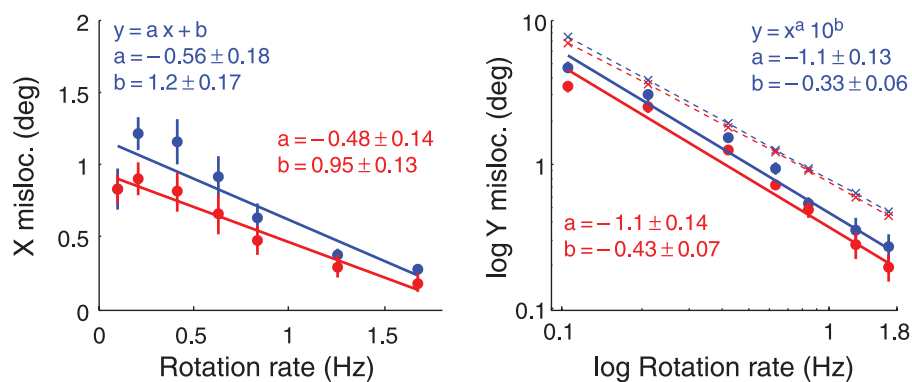 2
1.5
1
0.5
0
X misloc. (deg)
y = a x + b
a = −0.56 ± 0.18
b = 1.2 ± 0.17
a = −0.48 ± 0.14
b = 0.95 ± 0.13
0 0.5 1 1.5
Rotation rate (Hz)
10
1
0.1
log Y misloc. (deg)
y = xᵃ 10ᵇ
a = −1.1 ± 0.13
b = −0.33 ± 0.06
a = −1.1 ± 0.14
b = −0.43 ± 0.07
0.1 1 1.8
log Rotation rate (Hz)